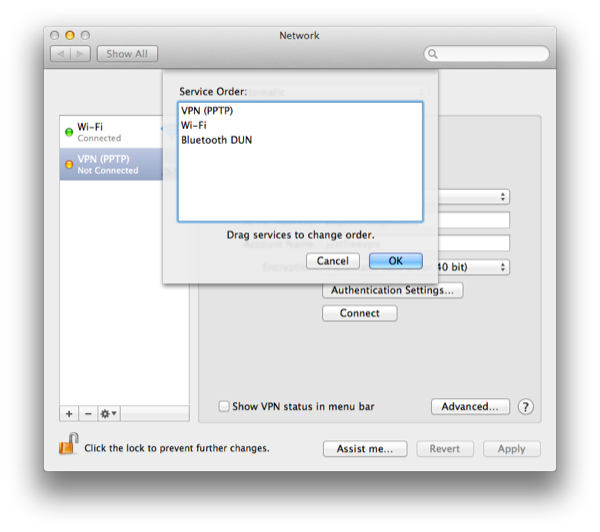 Network
Show All
Service Order:
VPN (PPTP)
Wi-Fi
Bluetooth DUN
Drag services to change order.
Cancel
OK
Wi-Fi
Connected
VPN (PPTP)
Not Connected
40 bit)
Authentication Settings...
Connect
Show VPN status in menu bar
Advanced...
?
+ −
Click the lock to prevent further changes.
Assist me...
Revert
Apply